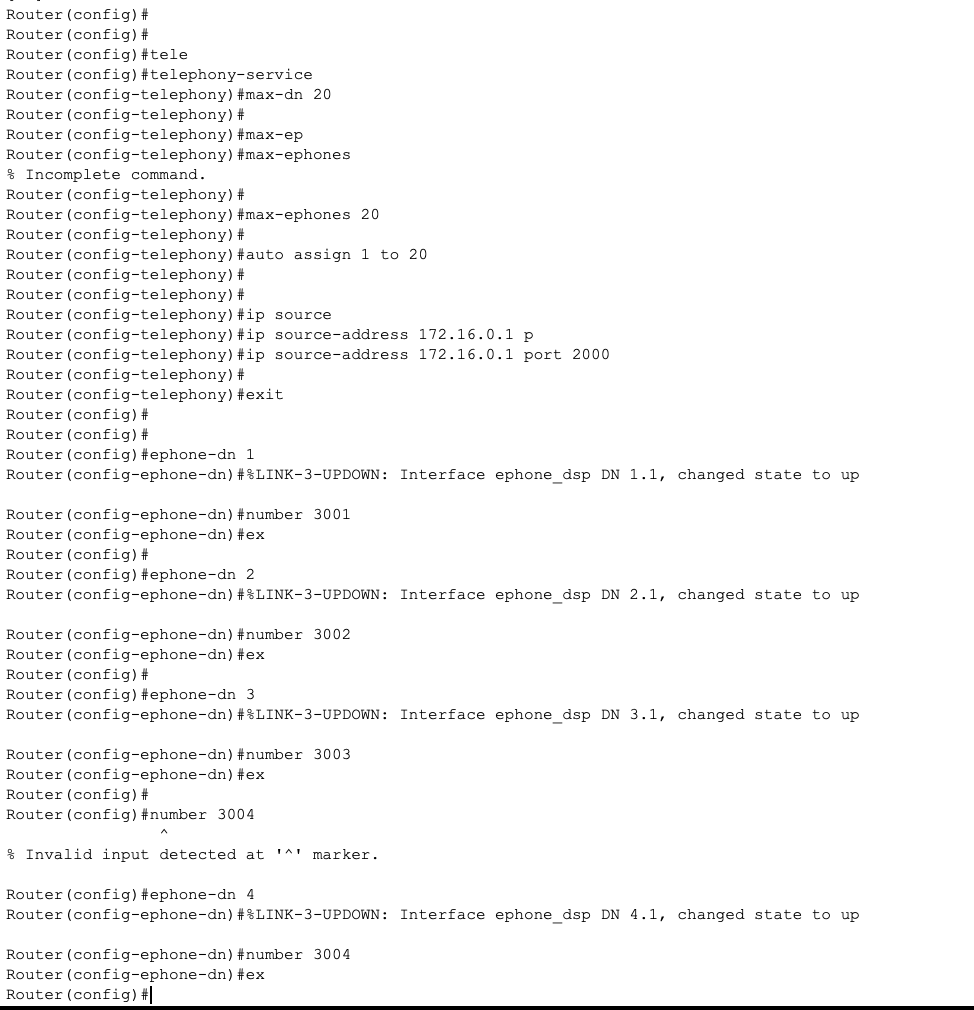 Router(config)#
Router(config)#
Router(config)#tele
Router(config)#telephony-service
Router(config-telephony)#max-dn 20
Router(config-telephony)#
Router(config-telephony)#max-ep
Router(config-telephony)#max-ephones
% Incomplete command.
Router(config-telephony)#
Router(config-telephony)#max-ephones 20
Router(config-telephony)#
Router(config-telephony)#auto assign 1 to 20
Router(config-telephony)#
Router(config-telephony)#
Router(config-telephony)#ip source
Router(config-telephony)#ip source-address 172.16.0.1 p
Router(config-telephony)#ip source-address 172.16.0.1 port 2000
Router(config-telephony)#
Router(config-telephony)#exit
Router(config)#
Router(config)#
Router(config)#ephone-dn 1
Router(config-ephone-dn)#%LINK-3-UPDOWN: Interface ephone_dsp DN 1.1, changed state to up
Router(config-ephone-dn)#number 3001
Router(config-ephone-dn)#ex
Router(config)#
Router(config)#ephone-dn 2
Router(config-ephone-dn)#%LINK-3-UPDOWN: Interface ephone_dsp DN 2.1, changed state to up
Router(config-ephone-dn)#number 3002
Router(config-ephone-dn)#ex
Router(config)#
Router(config)#ephone-dn 3
Router(config-ephone-dn)#%LINK-3-UPDOWN: Interface ephone_dsp DN 3.1, changed state to up
Router(config-ephone-dn)#number 3003
Router(config-ephone-dn)#ex
Router(config)#
Router(config)#number 3004
^
% Invalid input detected at '^' marker.
Router(config)#ephone-dn 4
Router(config-ephone-dn)#%LINK-3-UPDOWN: Interface ephone_dsp DN 4.1, changed state to up
Router(config-ephone-dn)#number 3004
Router(config-ephone-dn)#ex
Router(config)#